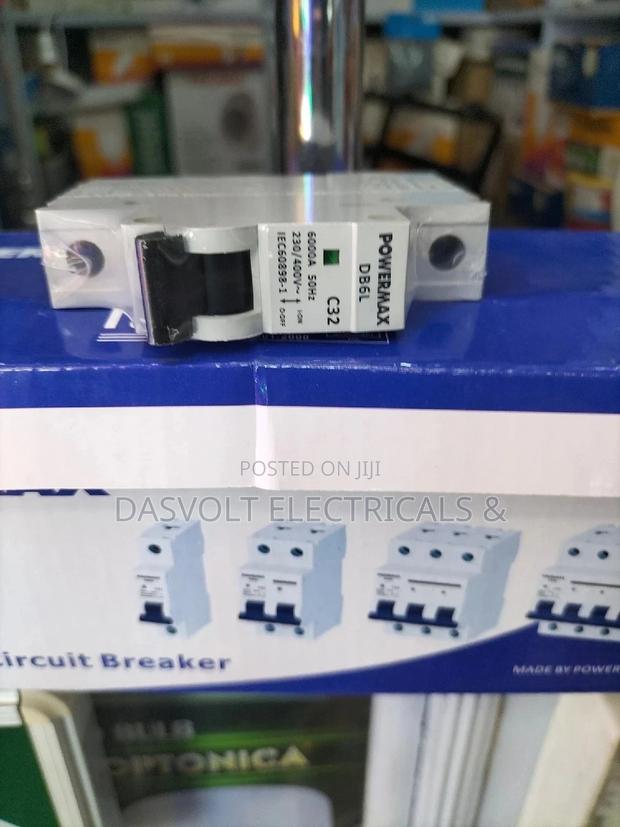 POWERMAX
DB6L
C32
6000A 50Hz
230/400V~
IEC60898-1
I-ON
O-OFF
POSTED ON JIJI
DASVOLT ELECTRICALS &
Circuit Breaker
MADE BY POWER
BULB
OPTONICA